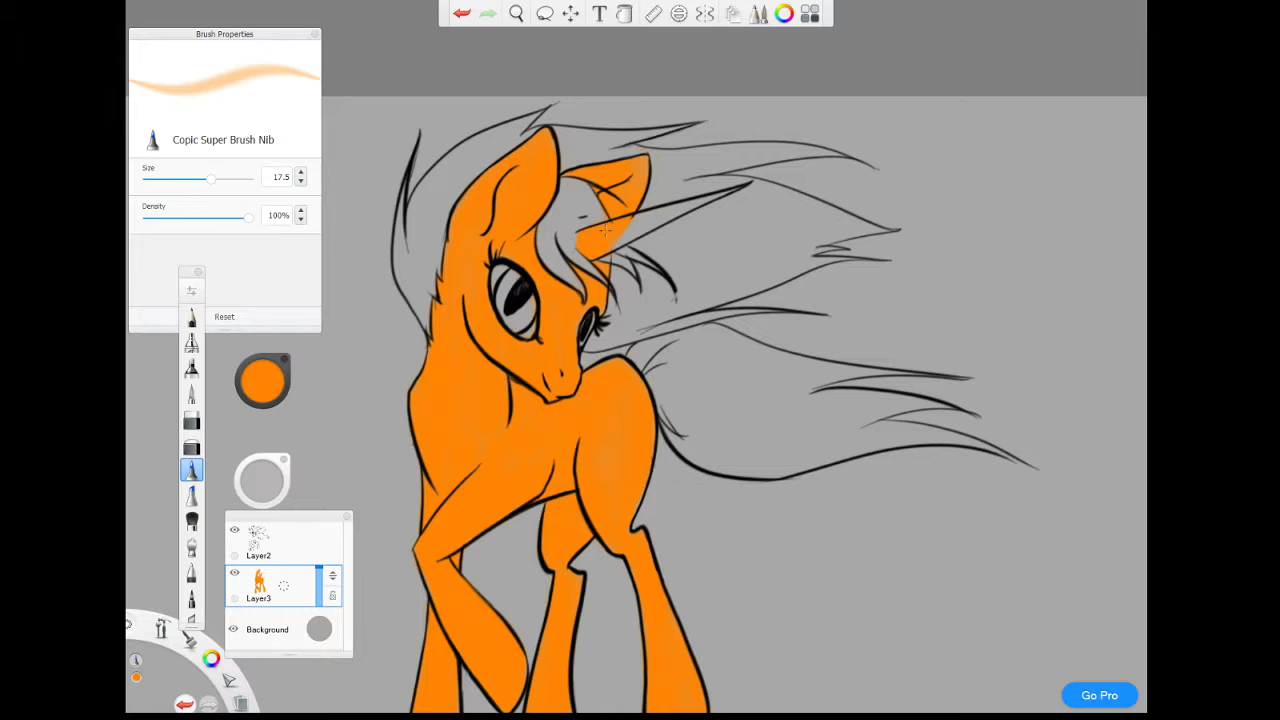 Brush Properties
Copic Super Brush Nib
Size
17.5
Density
100%
Reset
Layer2
Layer3
Background
Go Pro